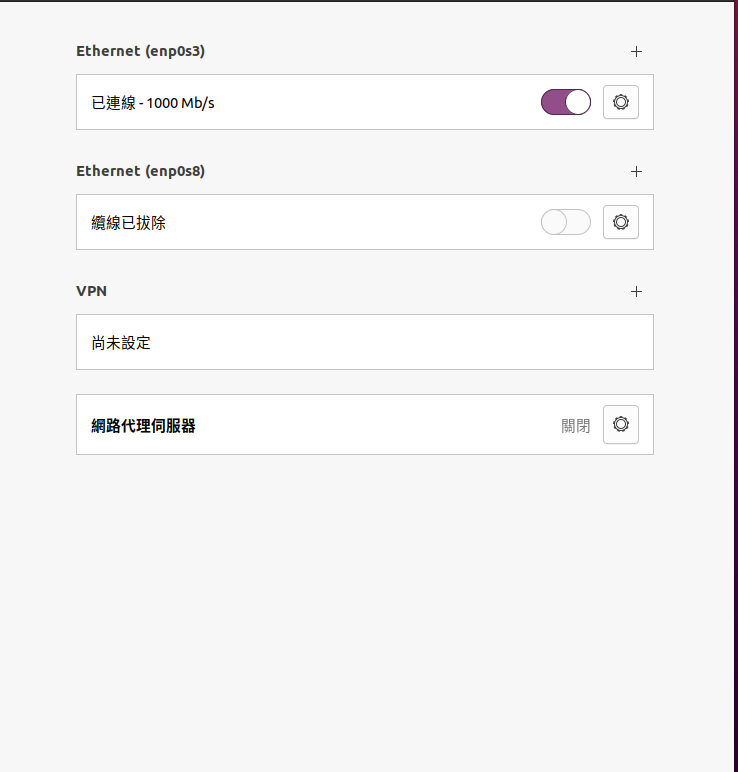 Ethernet (enp0s3)
已連線 - 1000 Mb/s
Ethernet (enp0s8)
纜線已拔除
VPN
尚未設定
網路代理伺服器 關閉